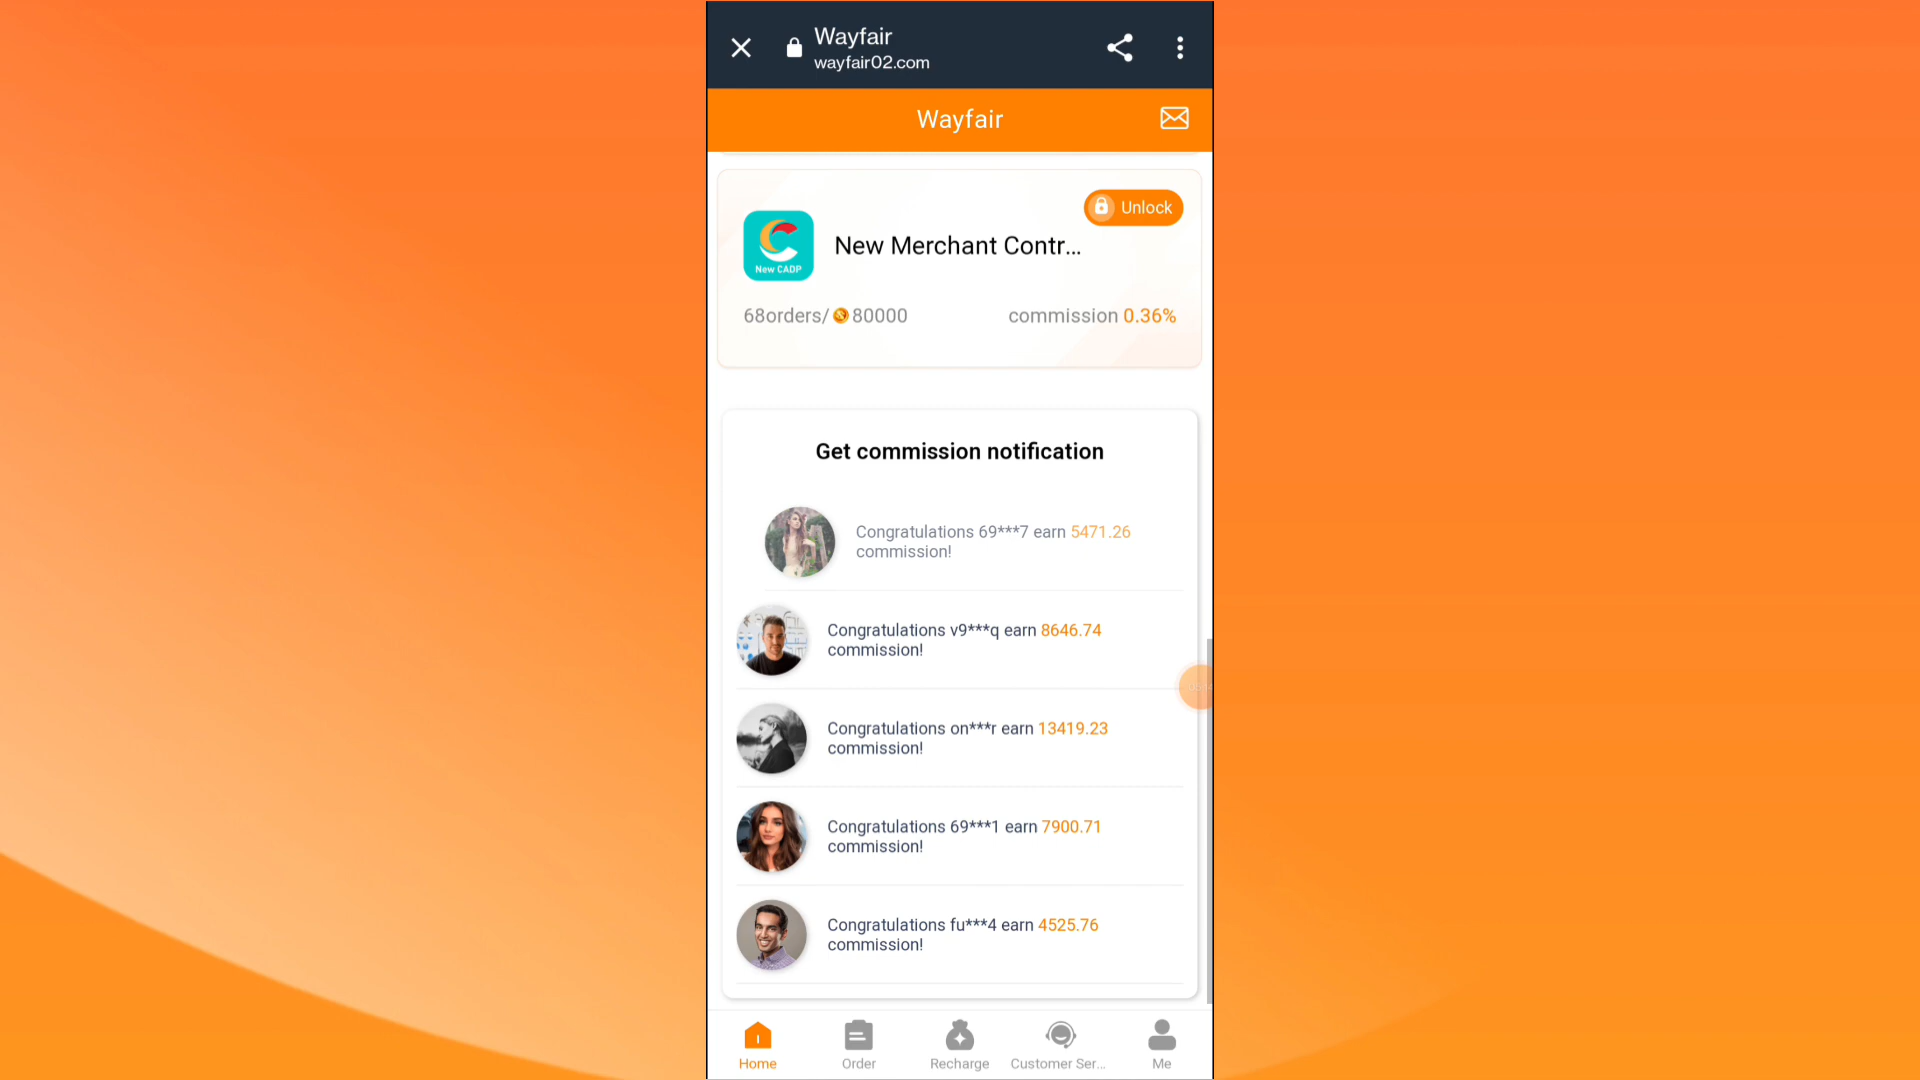 Wayfair
wayfair02.com
Wayfair
Unlock
New CADP
New Merchant Contr...
68orders/ 80000
commission 0.36%
Get commission notification
Congratulations 69***7 earn 5471.26
commission!
Congratulations v9***q earn 8646.74
commission!
Congratulations on***r earn 13419.23
commission!
Congratulations 69***1 earn 7900.71
commission!
Congratulations fu***4 earn 4525.76
commission!
Home
Order
Recharge
Customer Ser...
Me